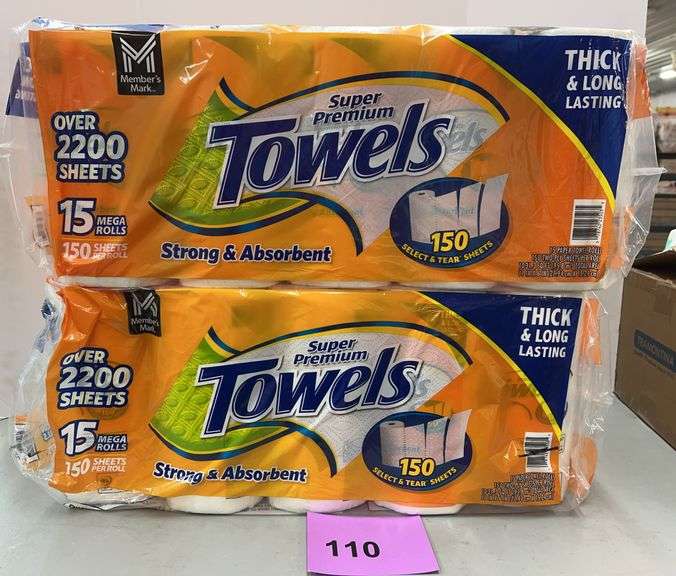 Member's
Mark
OVER
2200
SHEETS
15 MEGA
ROLLS
150 SHEETS
PER ROLL
Super
Premium
Towels
Strong & Absorbent
150
SELECT & TEAR SHEETS
THICK
& LONG
LASTING
Member's
Mark
OVER
2200
SHEETS
15 MEGA
ROLLS
150 SHEETS
PER ROLL
Super
Premium
Towels
Strong & Absorbent
150
SELECT & TEAR SHEETS
THICK
& LONG
LASTING
TRAMONTINA
110